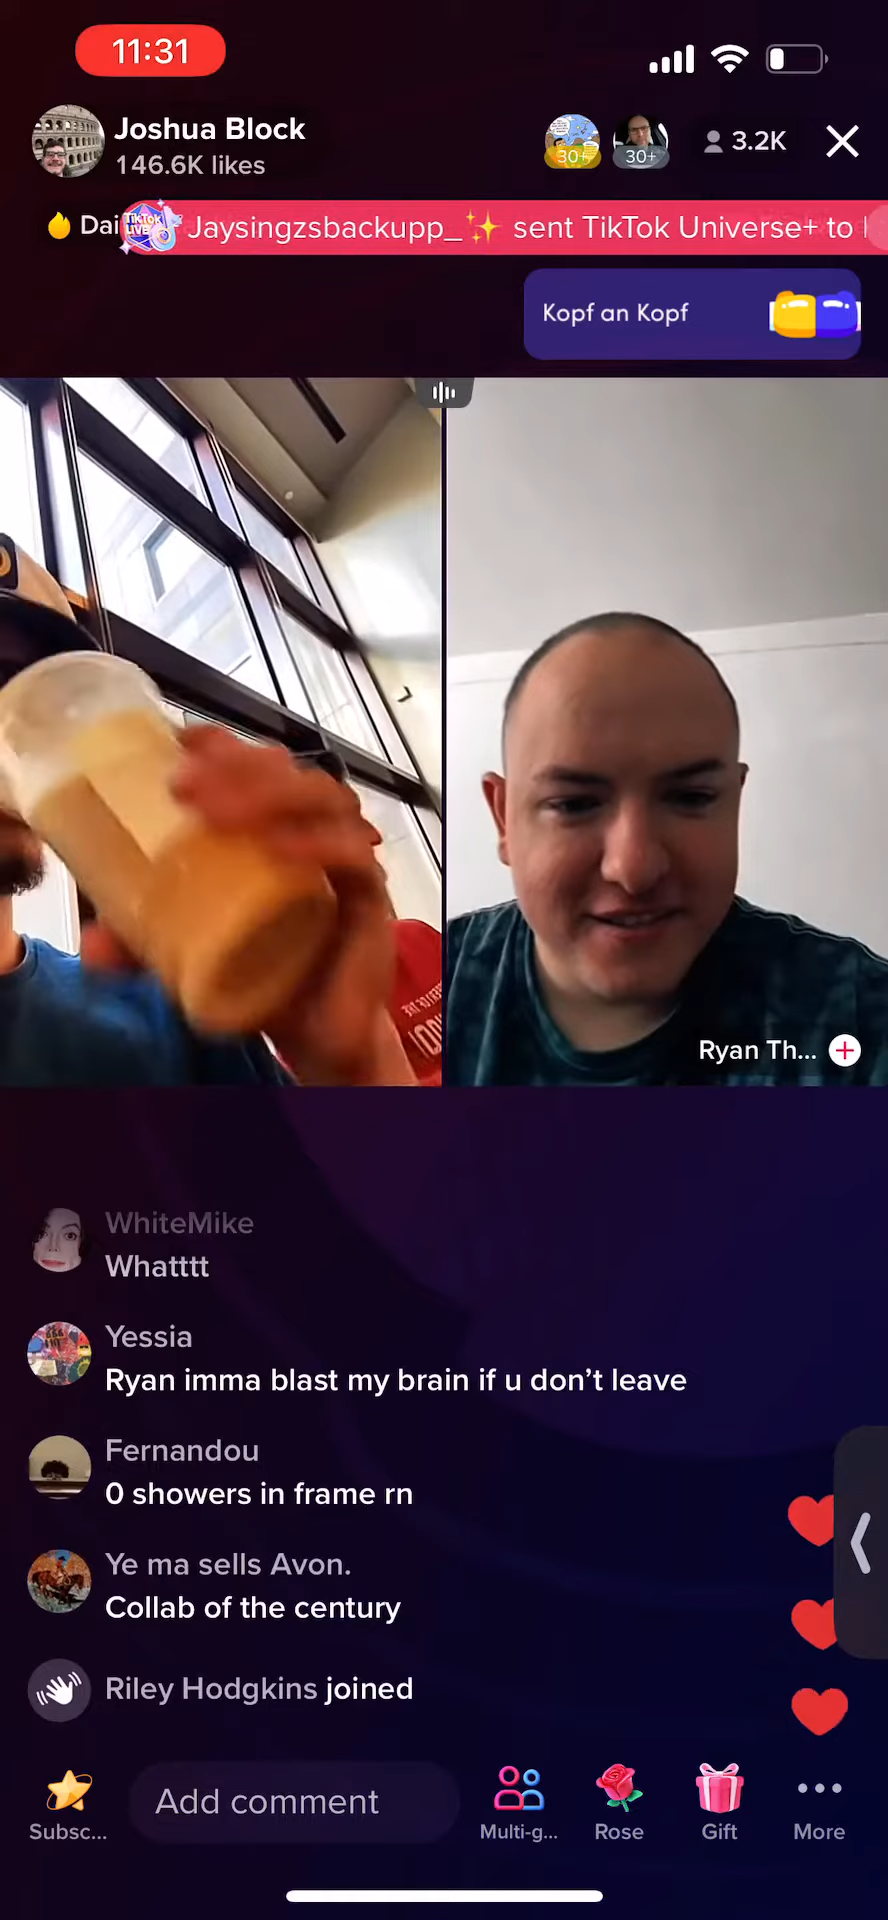 11:31
Joshua Block
146.6K likes
30+
30+
3.2K
Dai
TikTok LIVE
Jaysingzsbackupp_✨ sent TikTok Universe+ to
Kopf an Kopf
Ryan Th...
WhiteMike
Whatttt
Yessia
Ryan imma blast my brain if u don’t leave
Fernandou
0 showers in frame rn
Ye ma sells Avon.
Collab of the century
Riley Hodgkins joined
Add comment
Subsc...
Multi-g...
Rose
Gift
More